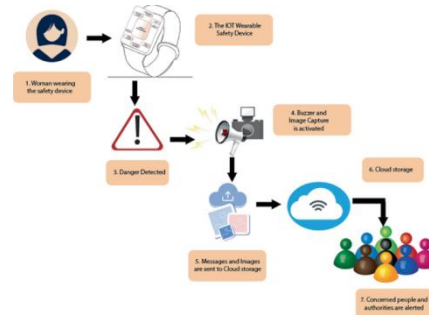 2. The IOT Wearable
Safety Device
1. Woman wearing
the safety device
4. Buzzer and
Image Capture
is activated
3. Danger Detected
6. Cloud storage
5. Messages and Images
are sent to Cloud storage
7. Concerned people and
authorities are alerted